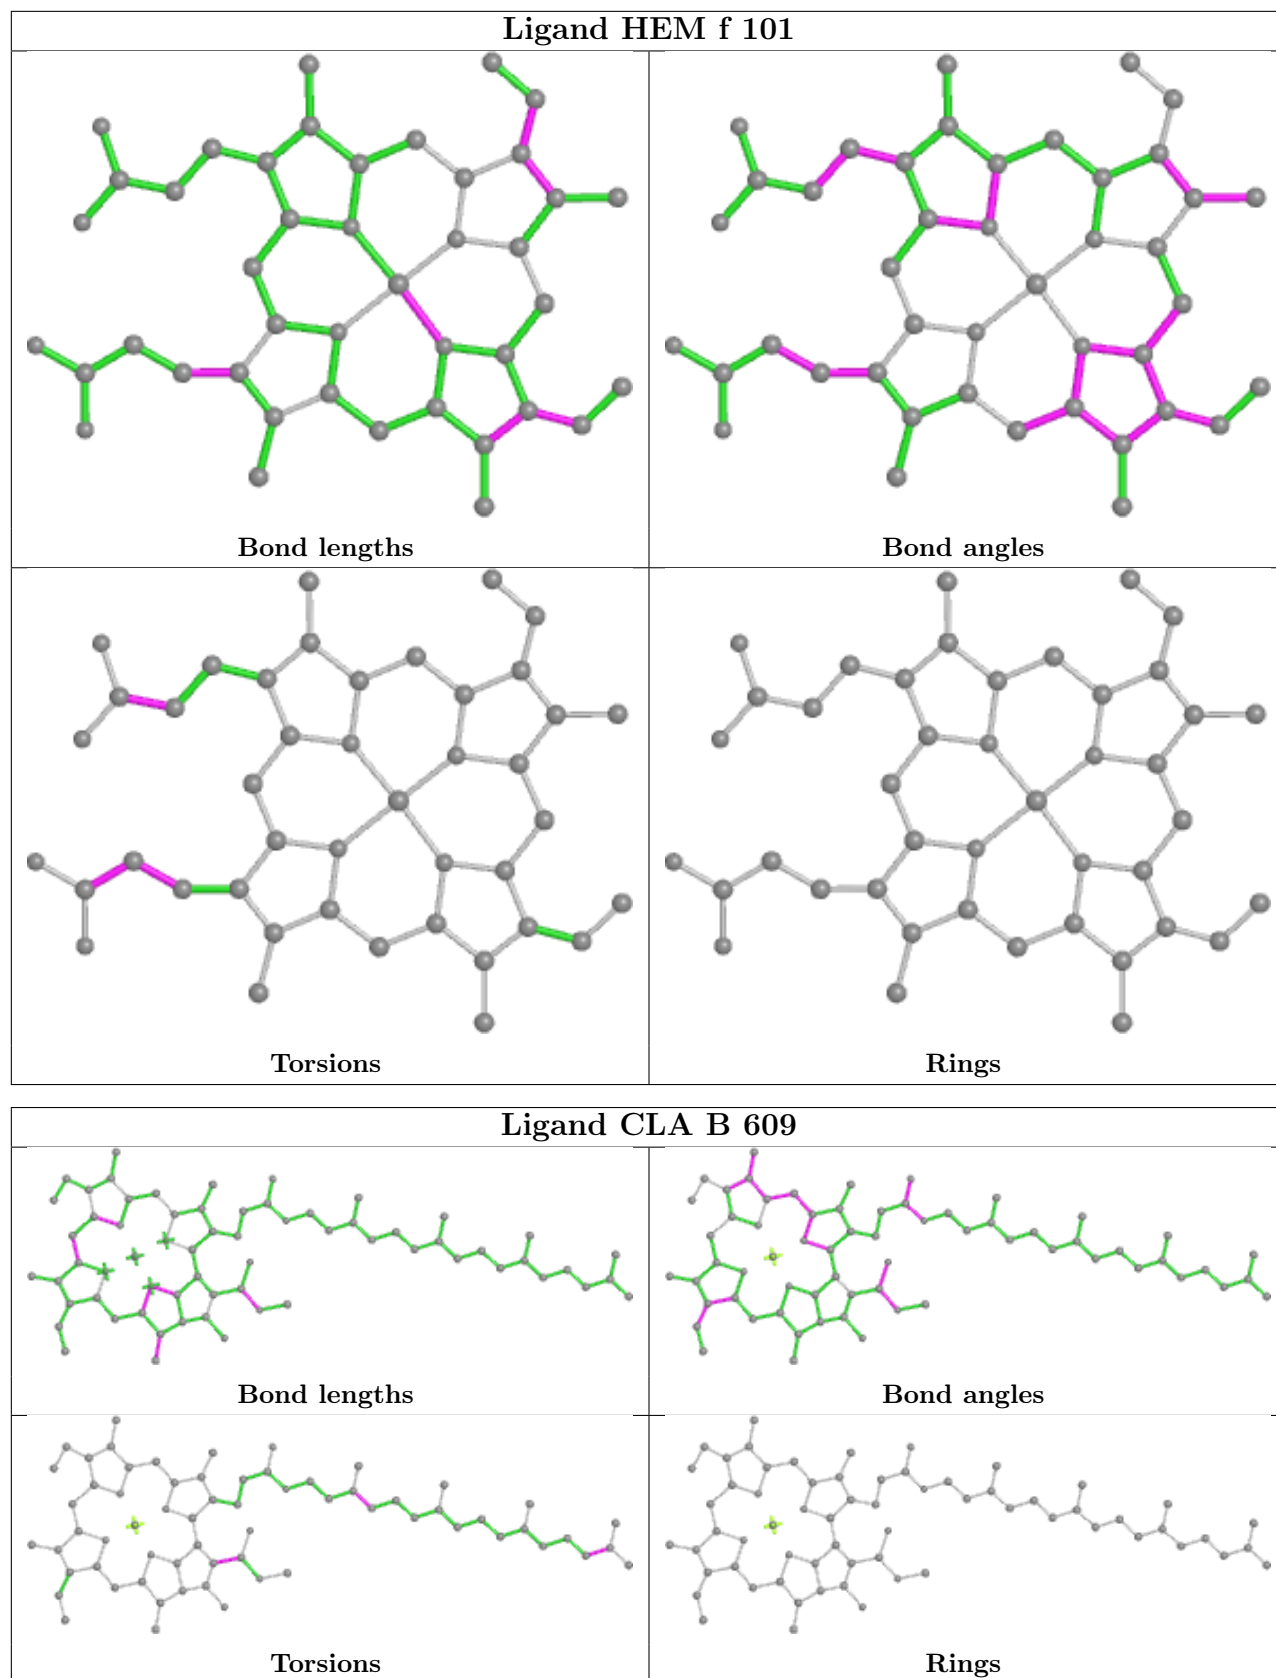 Ligand HEM f 101
Bond lengths
Bond angles
Torsions
Rings
Ligand CLA B 609
Bond lengths
Bond angles
Torsions
Rings